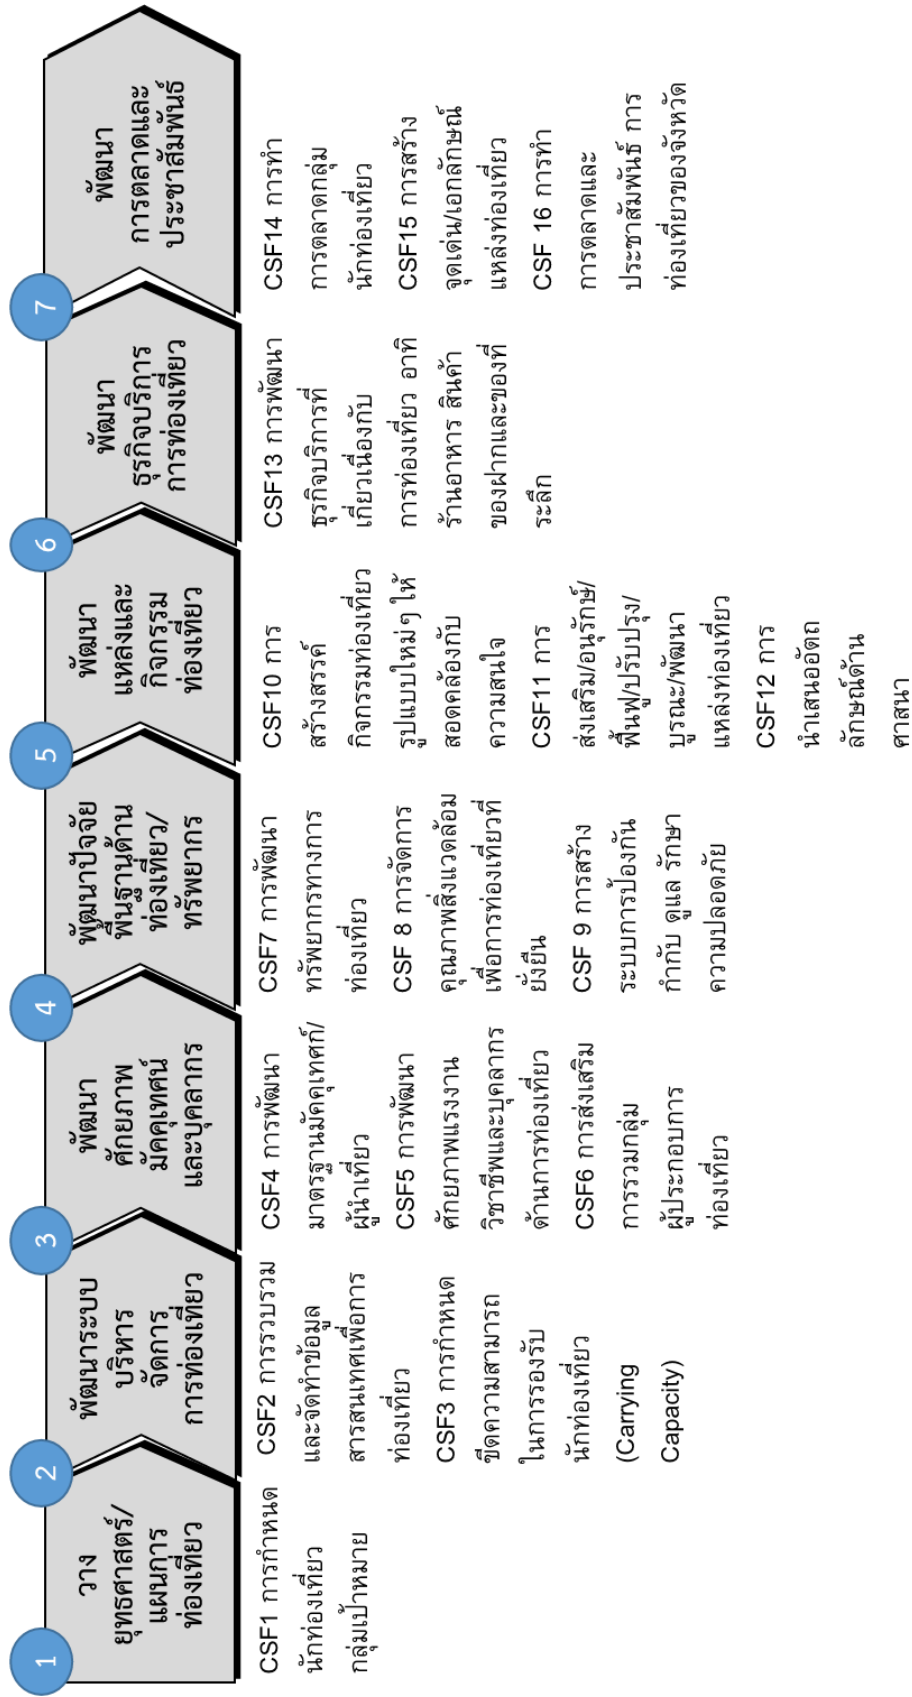 1
วาง
ยุทธศาสตร์/
แผนการ
ท่องเที่ยว
CSF1 การกำหนด
นักท่องเที่ยว
กลุ่มเป้าหมาย
2
พัฒนาระบบ
บริหาร
จัดการ
การท่องเที่ยว
CSF2 การรวบรวม
และจัดทำข้อมูล
สารสนเทศเพื่อการ
ท่องเที่ยว
CSF3 การกำหนด
ขีดความสามารถ
ในการรองรับ
นักท่องเที่ยว
(Carrying
Capacity)
3
พัฒนา
ศักยภาพ
มัคคุเทศน์
และบุคลากร
CSF4 การพัฒนา
มาตรฐานมัคคุเทศก์/
ผู้นำเที่ยว
CSF5 การพัฒนา
ศักยภาพแรงงาน
วิชาชีพและบุคลากร
ด้านการท่องเที่ยว
CSF6 การส่งเสริม
การรวมกลุ่ม
ผู้ประกอบการ
ท่องเที่ยว
4
พัฒนาปัจจัย
พื้นฐานด้าน
ท่องเที่ยว/
ทรัพยากร
CSF7 การพัฒนา
ทรัพยากรทางการ
ท่องเที่ยว
CSF 8 การจัดการ
คุณภาพสิ่งแวดล้อม
เพื่อการท่องเที่ยวที่
ยั่งยืน
CSF 9 การสร้าง
ระบบการป้องกัน
กำกับ ดูแล รักษา
ความปลอดภัย
5
พัฒนา
แหล่งและ
กิจกรรม
ท่องเที่ยว
CSF10 การ
สร้างสรรค์
กิจกรรมท่องเที่ยว
รูปแบบใหม่ๆ ให้
สอดคล้องกับ
ความสนใจ
CSF11 การ
ส่งเสริม/อนุรักษ์/
ฟื้นฟู/ปรับปรุง/
บูรณะ/พัฒนา
แหล่งท่องเที่ยว
CSF12 การ
นำเสนออัตถ
ลักษณ์ด้าน
ศาสนา
6
พัฒนา
ธุรกิจบริการ
การท่องเที่ยว
CSF13 การพัฒนา
ธุรกิจบริการที่
เกี่ยวเนื่องกับ
การท่องเที่ยว อาทิ
ร้านอาหาร สินค้า
ของฝากและของที่
ระลึก
7
พัฒนา
การตลาดและ
ประชาสัมพันธ์
CSF14 การทำ
การตลาดกลุ่ม
นักท่องเที่ยว
CSF15 การสร้าง
จุดเด่น/เอกลักษณ์
แหล่งท่องเที่ยว
CSF 16 การทำ
การตลาดและ
ประชาสัมพันธ์ การ
ท่องเที่ยวของจังหวัด